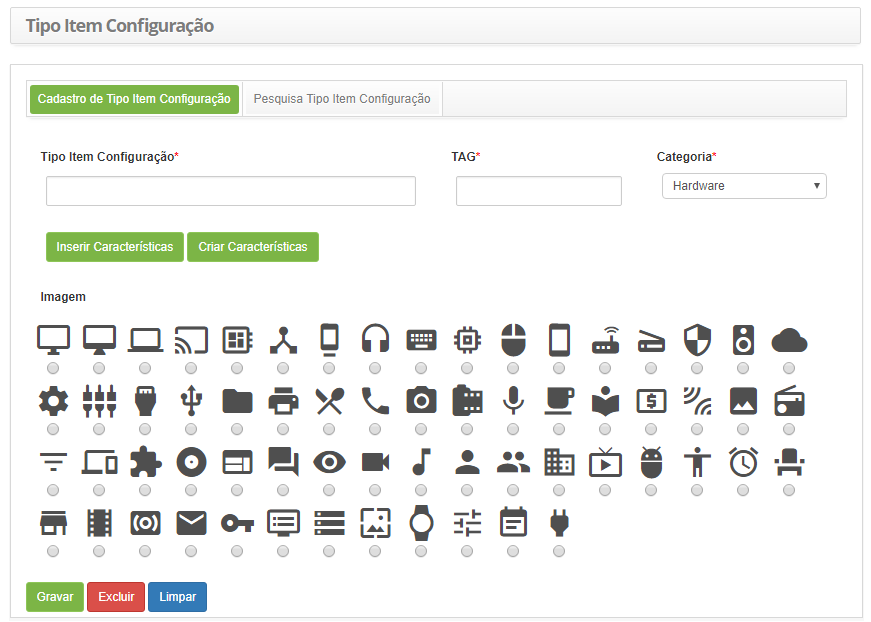 Tipo Item Configuração
Cadastro de Tipo Item Configuração
Pesquisa Tipo Item Configuração
Tipo Item Configuração*
TAG*
Categoria*
Hardware
Inserir Características
Criar Características
Imagem
Gravar
Excluir
Limpar